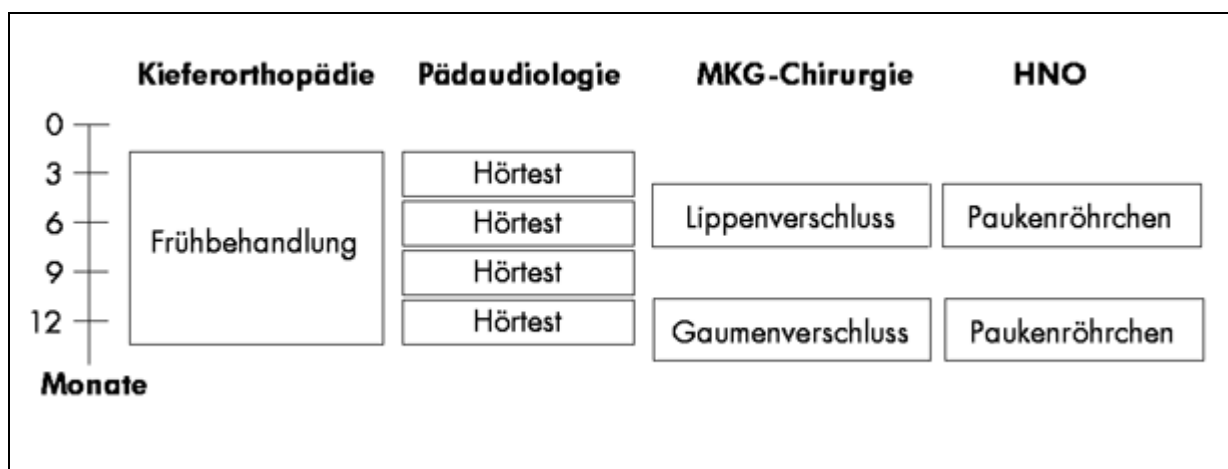 Kieferorthopädie Pädaudiologie MKG-Chirurgie HNO
0
3 Hörtest
Lippenverschluss Paukenröhrchen
6 Hörtest
Frühbehandlung
9 Hörtest
12 Hörtest
Gaumenverschluss Paukenröhrchen
Monate